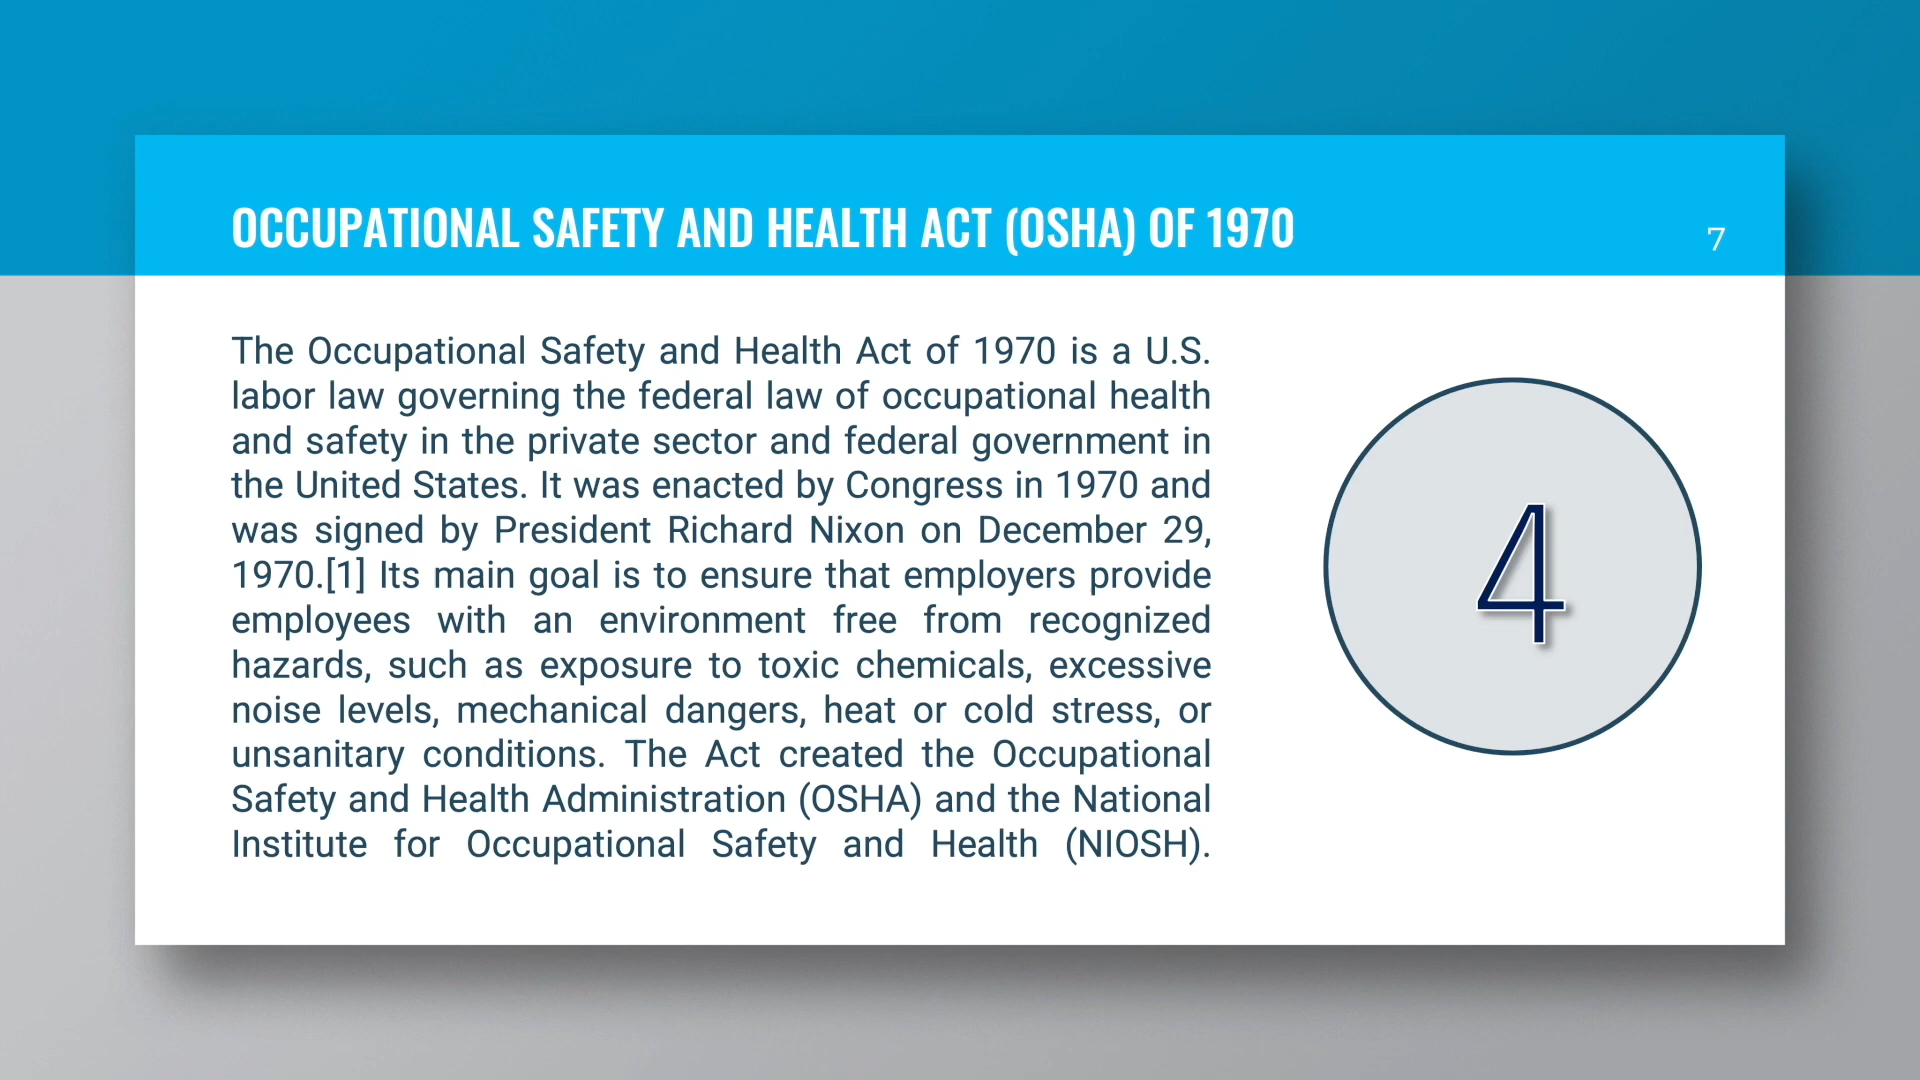 OCCUPATIONAL SAFETY AND HEALTH ACT (OSHA) OF 1970
7
The Occupational Safety and Health Act of 1970 is a U.S.
labor law governing the federal law of occupational health
and safety in the private sector and federal government in
the United States. It was enacted by Congress in 1970 and
was signed by President Richard Nixon on December 29,
1970.[1] Its main goal is to ensure that employers provide
employees with an environment free from recognized
hazards, such as exposure to toxic chemicals, excessive
noise levels, mechanical dangers, heat or cold stress, or
unsanitary conditions. The Act created the Occupational
Safety and Health Administration (OSHA) and the National
Institute for Occupational Safety and Health (NIOSH).
4